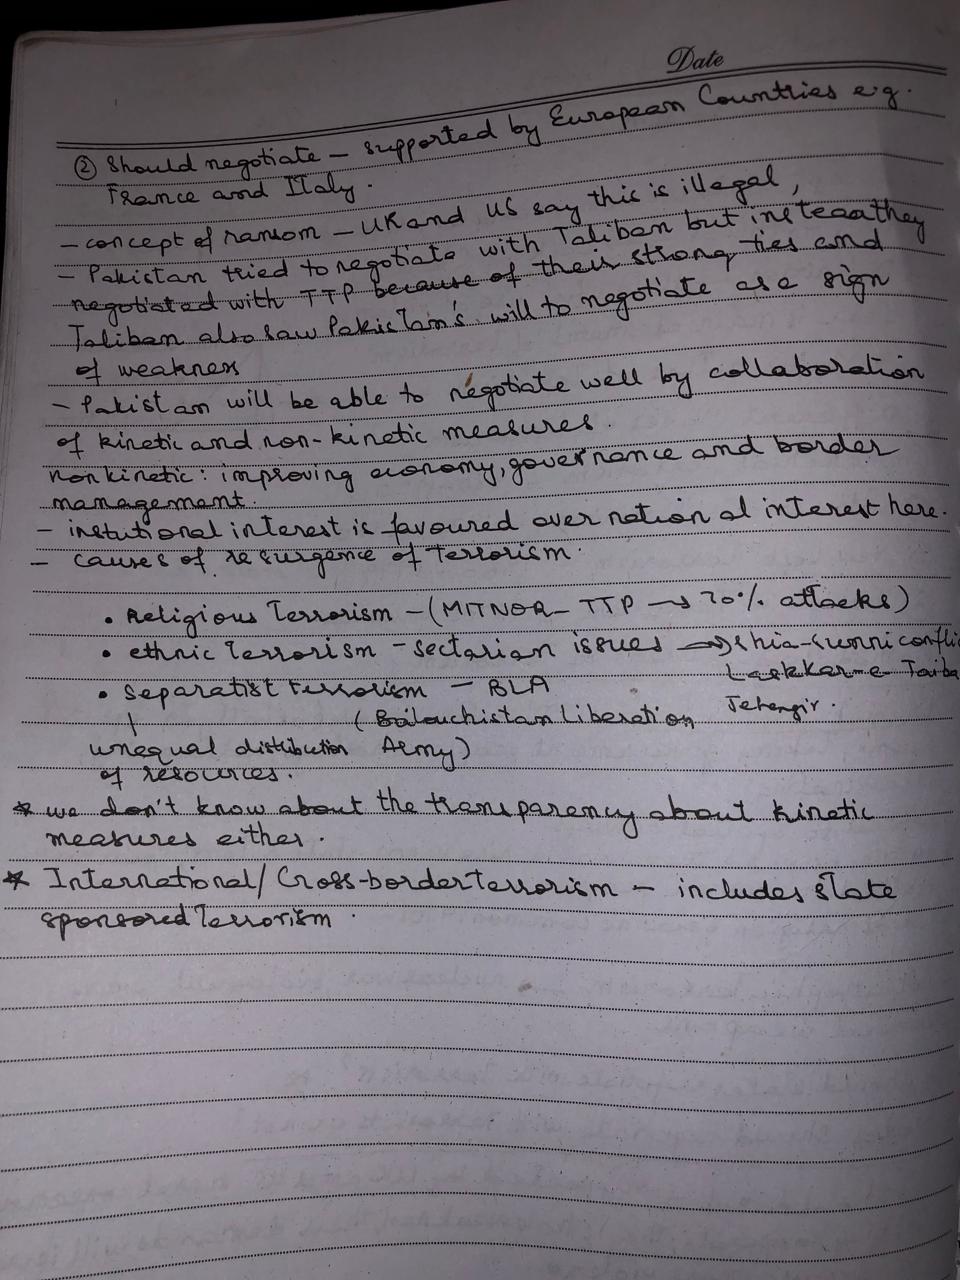 Date
② Should negotiate – supported by European Countries e.g.
France and Italy.
– concept of ransom – UK and US say this is illegal,
– Pakistan tried to negotiate with Taliban but instead they
negotiated with TTP because of their strong ties and
Taliban also saw Pakistan's will to negotiate as a sign
of weakness
– Pakistan will be able to negotiate well by collaboration
of kinetic and non-kinetic measures.
non kinetic: improving economy, governance and border
management.
– instutional interest is favoured over national interest here.
– causes of resurgence of terrorism.
• Religious Terrorism – ( TTP → 70% attacks)
• ethnic Terrorism – sectarian issues → shia-sunni conflic
Lashkar-e Taiba
• Separatist Terrorism – BLA
Jehangir.
(Balouchistan Liberation
unequal distribution Army)
of resources.
* we don't know about the transparency about kinetic
measures either.
* International/ Cross-border terrorism – includes state
sponsored Terrorism.